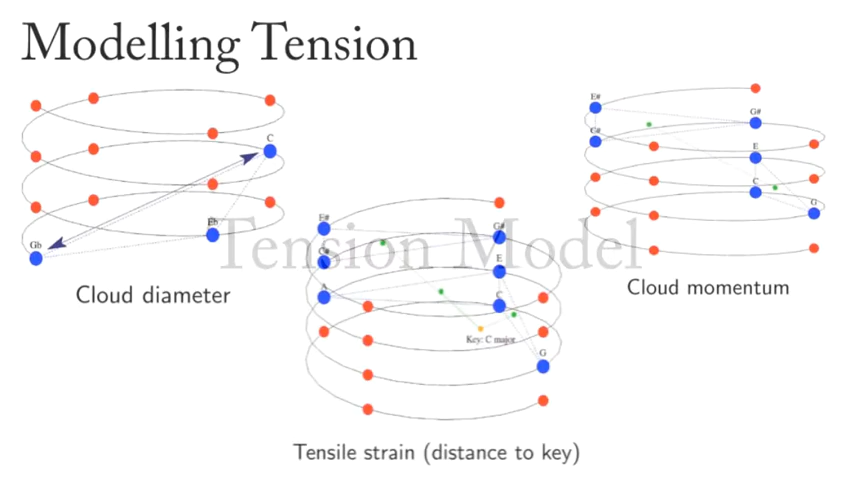 Modelling Tension
C
Eb
Gb
Cloud diameter
E#
G#
C#
E
C
G
Cloud momentum
Tension Model
E#
G#
E
A
C
Key: C major
G
Tensile strain (distance to key)